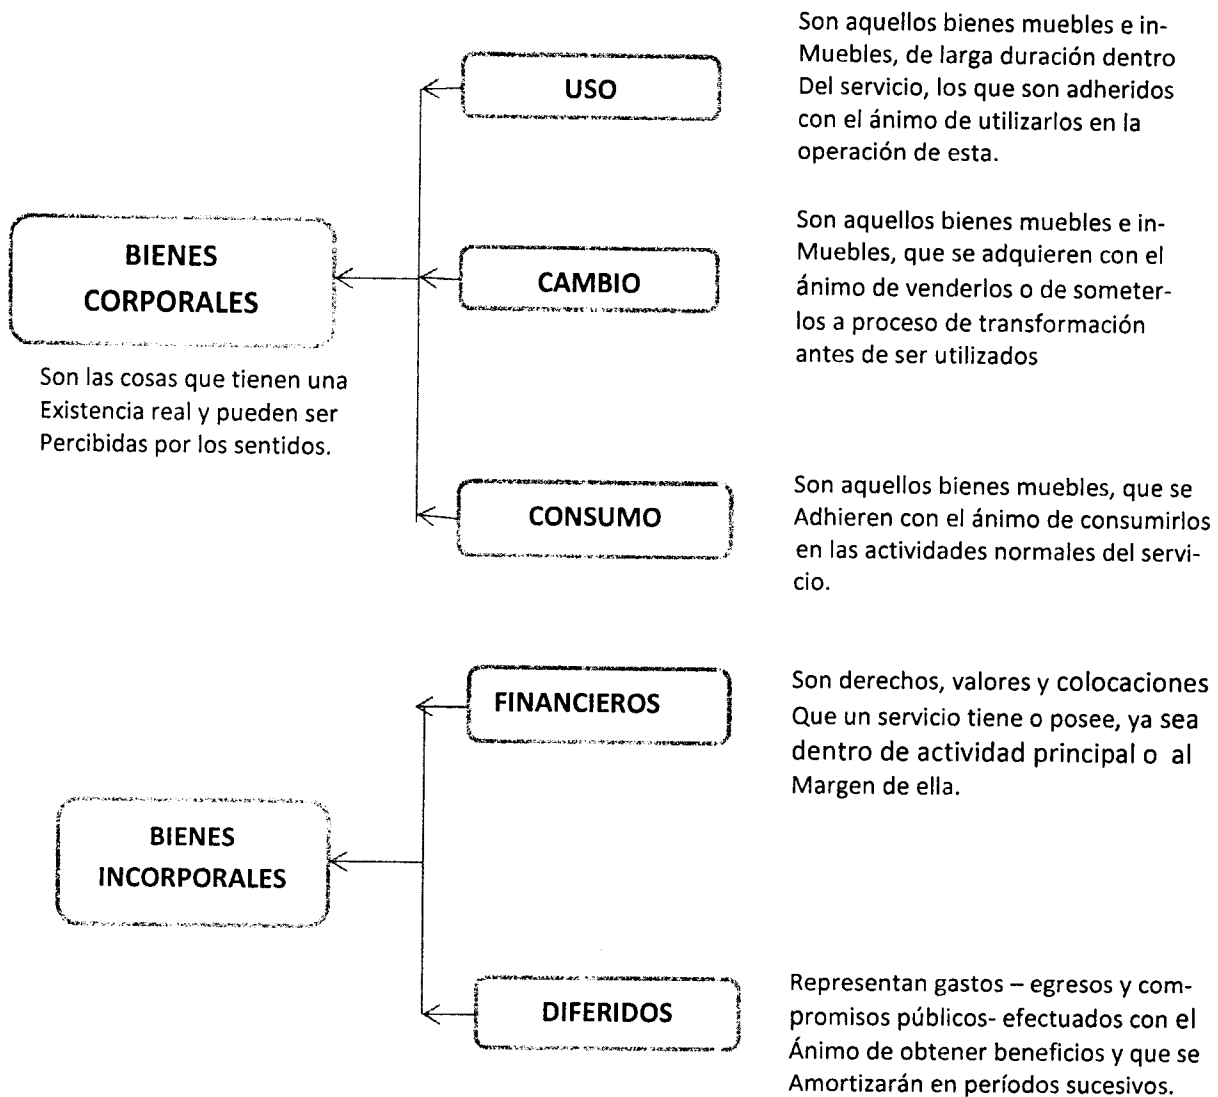 USO
Son aquellos bienes muebles e in-
Muebles, de larga duración dentro
Del servicio, los que son adheridos
con el ánimo de utilizarlos en la
operación de esta.
BIENES
CORPORALES
Son las cosas que tienen una
Existencia real y pueden ser
Percibidas por los sentidos.
CAMBIO
Son aquellos bienes muebles e in-
Muebles, que se adquieren con el
ánimo de venderlos o de someter-
los a proceso de transformación
antes de ser utilizados
CONSUMO
Son aquellos bienes muebles, que se
Adhieren con el ánimo de consumirlos
en las actividades normales del servi-
cio.
FINANCIEROS
Son derechos, valores y colocaciones
Que un servicio tiene o posee, ya sea
dentro de actividad principal o al
Margen de ella.
BIENES
INCORPORALES
DIFERIDOS
Representan gastos – egresos y com-
promisos públicos- efectuados con el
Ánimo de obtener beneficios y que se
Amortizarán en períodos sucesivos.